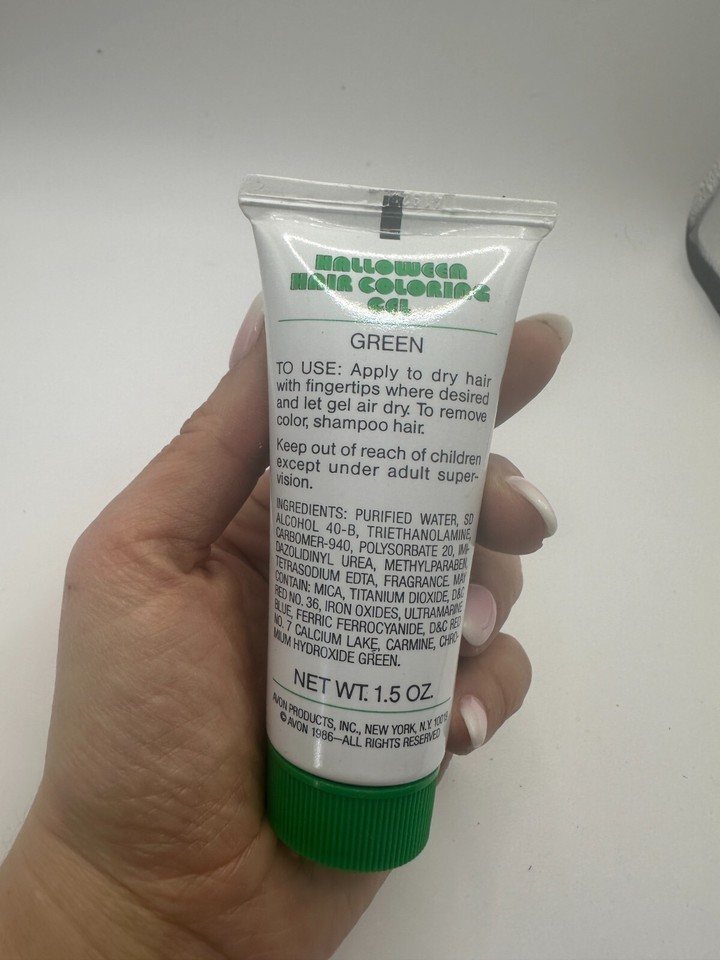 HALLOWEEN
HAIR COLORING
GEL
GREEN
TO USE: Apply to dry hair
with fingertips where desired
and let gel air dry. To remove
color, shampoo hair.
Keep out of reach of children
except under adult super-
vision.
INGREDIENTS: PURIFIED WATER, SD
ALCOHOL 40-B, TRIETHANOLAMINE,
CARBOMER-940, POLYSORBATE 20, IMI-
DAZOLIDINYL UREA, METHYLPARABEN,
TETRASODIUM EDTA, FRAGRANCE. MAY
CONTAIN: MICA, TITANIUM DIOXIDE, D&C
RED NO. 36, IRON OXIDES, ULTRAMARINE
BLUE, FERRIC FERROCYANIDE, D&C RED
NO. 7 CALCIUM LAKE, CARMINE, CHRO-
MIUM HYDROXIDE GREEN.
NET WT. 1.5 OZ.
AVON PRODUCTS, INC., NEW YORK, N.Y.
© AVON 1986—ALL RIGHTS RESERVED